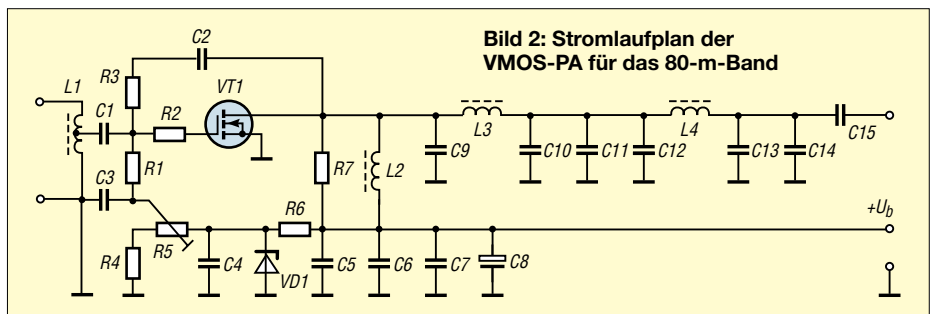 Bild 2: Stromlaufplan der
VMOS-PA für das 80-m-Band
C2
L1
R3
VT1
C1
R2
L3
L4
C15
C9
C10
C11
C12
C13
C14
R1
R7
L2
C3
R6
+Ub
R4
R5
C4
VD1
C5
C6
C7
C8